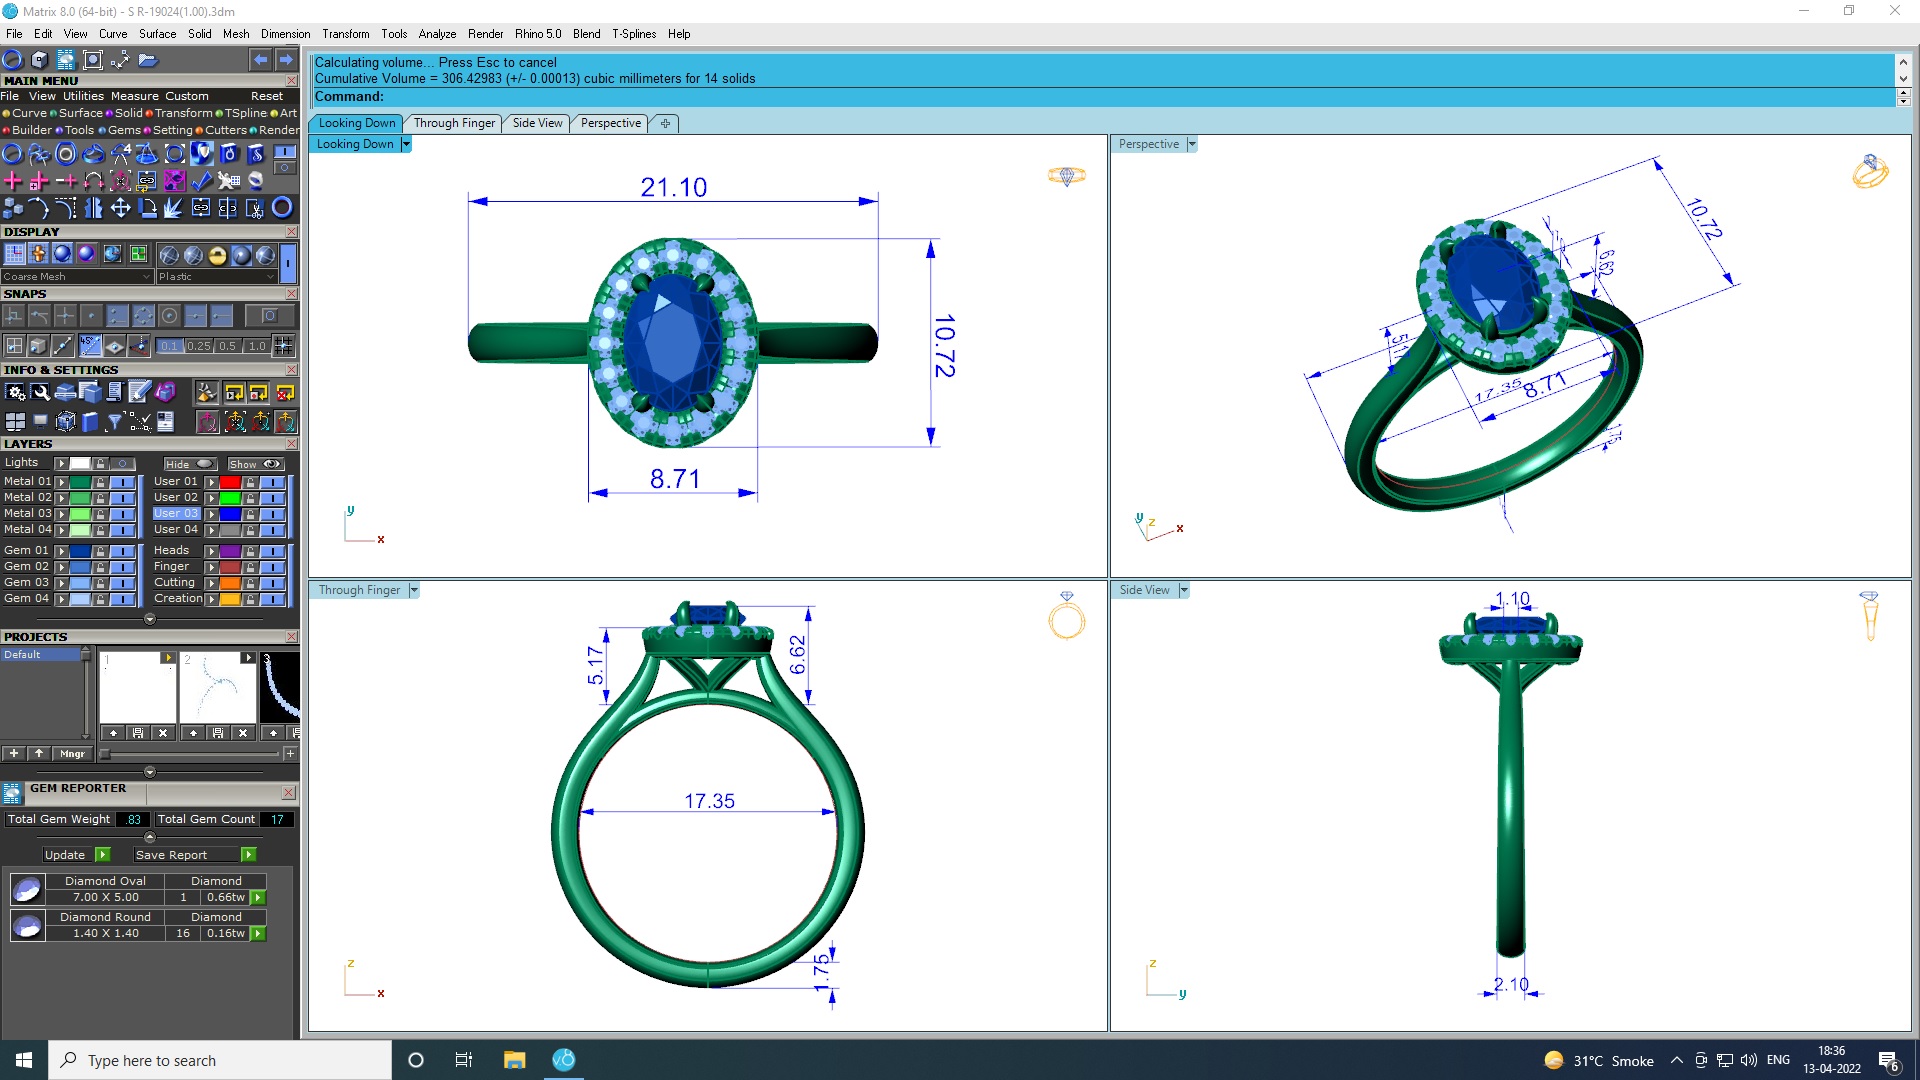 Matrix 8.0 (64-bit) - S R-19024(1.00).3dm
File Edit View Curve Surface Solid Mesh Dimension Transform Tools Analyze Render Rhino 5.0 Blend T-Splines Help
Calculating volume... Press Esc to cancel
Cumulative Volume = 306.42983 (+/- 0.00013) cubic millimeters for 14 solids
Command:
MAIN MENU
File View Utilities Measure Custom Reset
Curve Surface Solid Transform TSpline Art
Builder Tools Gems Setting Cutters Render
DISPLAY
Coarse Mesh Plastic
SNAPS
45°
0.1 0.25 0.5 1.0
INFO & SETTINGS
LAYERS
Lights Hide Show
Metal 01 User 01
Metal 02 User 02
Metal 03 User 03
Metal 04 User 04
Gem 01 Heads
Gem 02 Finger
Gem 03 Cutting
Gem 04 Creation
PROJECTS
Default
1 2 3
Mngr
GEM REPORTER
Total Gem Weight .83 Total Gem Count 17
Update Save Report
Diamond Oval Diamond
7.00 X 5.00 1 0.66tw
Diamond Round Diamond
1.40 X 1.40 16 0.16tw
Looking Down Through Finger Side View Perspective
Looking Down
21.10
10.72
8.71
y
x
Perspective
10.72
6.62
5.17
17.35
8.71
1.75
y z x
Through Finger
5.17
6.62
17.35
1.75
z
x
Side View
1.10
2.10
z
y
Type here to search
31°C Smoke
ENG
18:36
13-04-2022
6